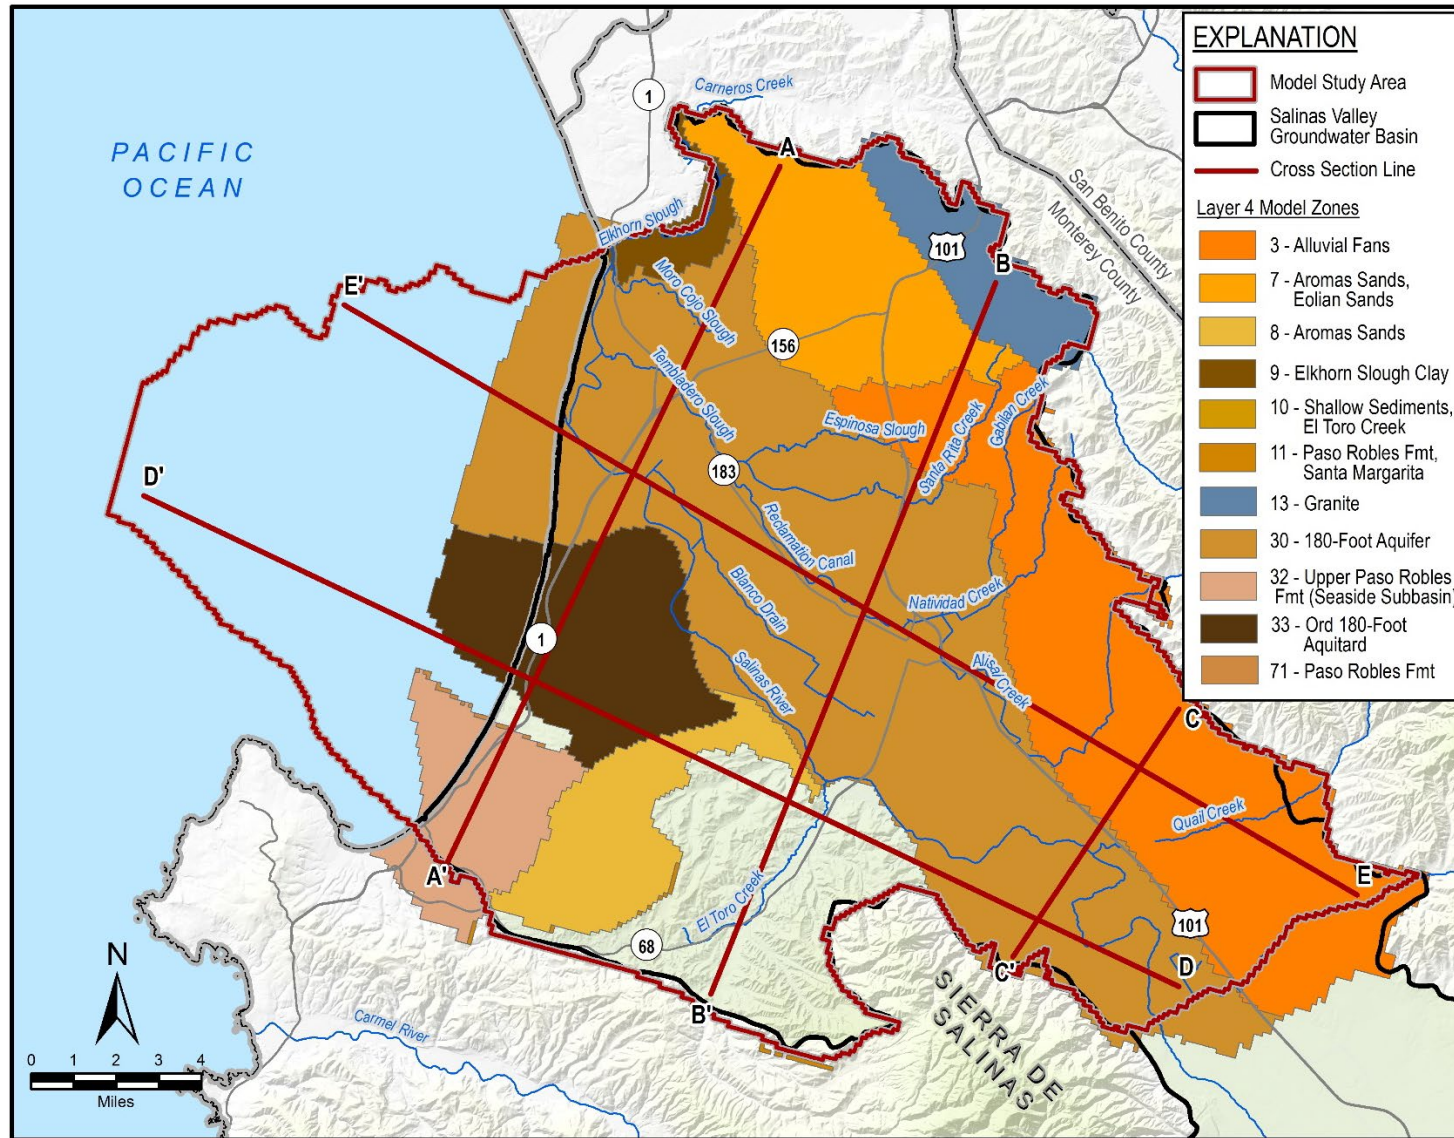 EXPLANATION
Model Study Area
Salinas Valley
Groundwater Basin
Cross Section Line
Layer 4 Model Zones
3 - Alluvial Fans
7 - Aromas Sands,
Eolian Sands
8 - Aromas Sands
9 - Elkhorn Slough Clay
10 - Shallow Sediments,
El Toro Creek
11 - Paso Robles Fmt,
Santa Margarita
13 - Granite
30 - 180-Foot Aquifer
32 - Upper Paso Robles
Fmt (Seaside Subbasin)
33 - Ord 180-Foot
Aquitard
71 - Paso Robles Fmt
PACIFIC
OCEAN
1
Carneros Creek
A
San Benito County
Monterey County
Elkhorn Slough
101
B
E'
Moro Cojo Slough
156
Tembladero Slough
Espinosa Slough
Santa Rita Creek
Gabilan Creek
D'
183
Reclamation Canal
Blanco Drain
Natividad Creek
1
Salinas River
Alisal Creek
C
Quail Creek
A'
E
El Toro Creek
68
101
D
C'
B'
SIERRA DE
SALINAS
N
Carmel River
0 1 2 3 4
Miles